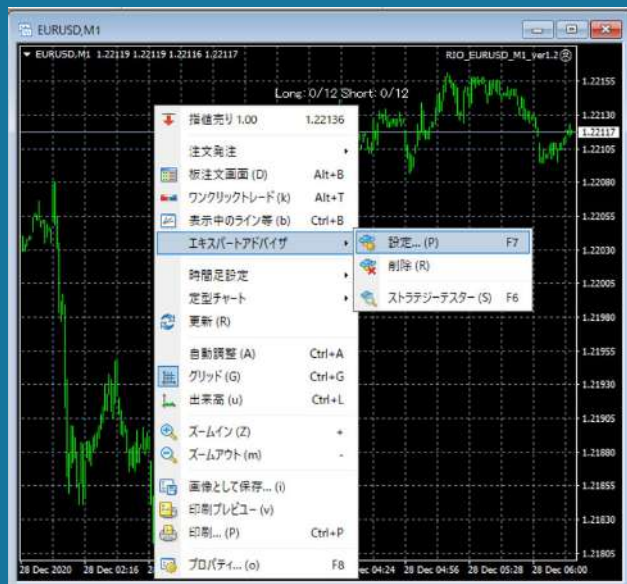 EURUSD,M1
EURUSD,M1 1.22119 1.22119 1.22116 1.22117
RIO_EURUSD_M1_ver1.2
Long: 0/12 Short: 0/12
指値売り 1.00 1.22136
注文発注
板注文画面 (D) Alt+B
ワンクリックトレード (k) Alt+T
表示中のライン等 (b) Ctrl+B
エキスパートアドバイザ
時間足設定
定型チャート
更新 (R)
自動調整 (A) Ctrl+A
グリッド (G) Ctrl+G
出来高 (u) Ctrl+L
ズームイン (Z) +
ズームアウト (m) -
画像として保存... (i)
印刷プレビュー (v)
印刷... (P) Ctrl+P
プロパティ... (o) F8
設定... (P) F7
削除 (R)
ストラテジーテスター (S) F6
1.22155
1.22130
1.22117
1.22105
1.22080
1.22055
1.22030
1.22005
1.21980
1.21955
1.21930
1.21905
1.21880
1.21855
1.21830
1.21805
28 Dec 2020 28 Dec 02:16 04:24 28 Dec 04:56 28 Dec 05:28 28 Dec 06:00